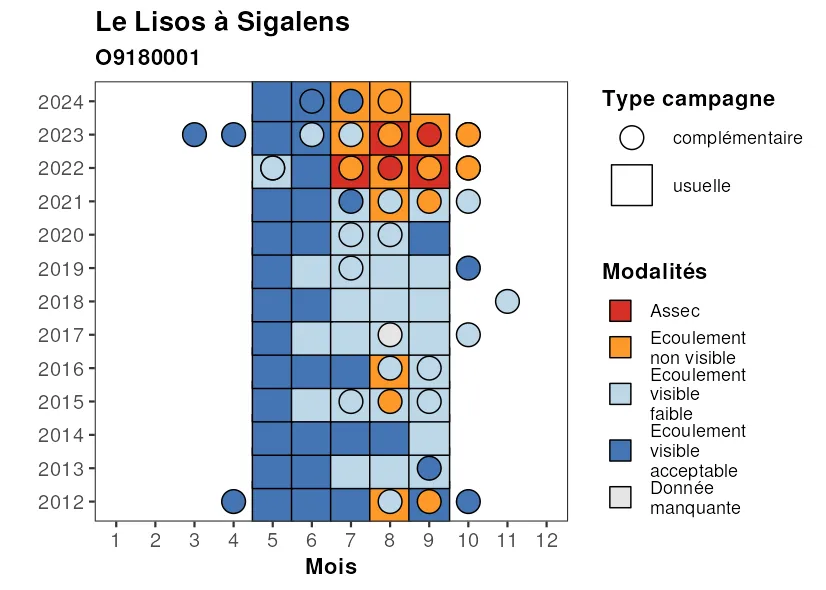 Le Lisos à Sigalens
O9180001
2024
2023
2022
2021
2020
2019
2018
2017
2016
2015
2014
2013
2012
1 2 3 4 5 6 7 8 9 10 11 12
Mois
Type campagne
complémentaire
usuelle
Modalités
Assec
Ecoulement
non visible
Ecoulement
visible
faible
Ecoulement
visible
acceptable
Donnée
manquante